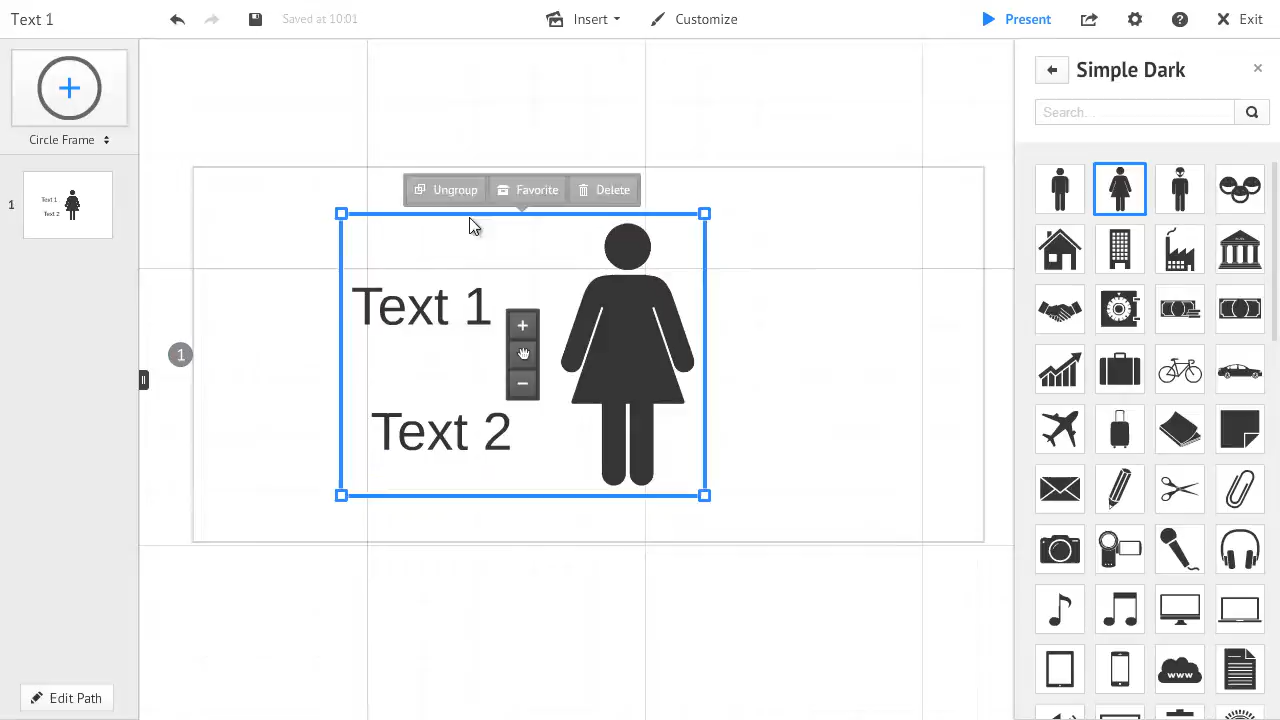 Text 1
Saved at 10:01
Insert
Customize
Present
Exit
Circle Frame
1
Text 1
Text 2
Edit Path
Ungroup
Favorite
Delete
Text 1
Text 2
1
Simple Dark
Search...
www